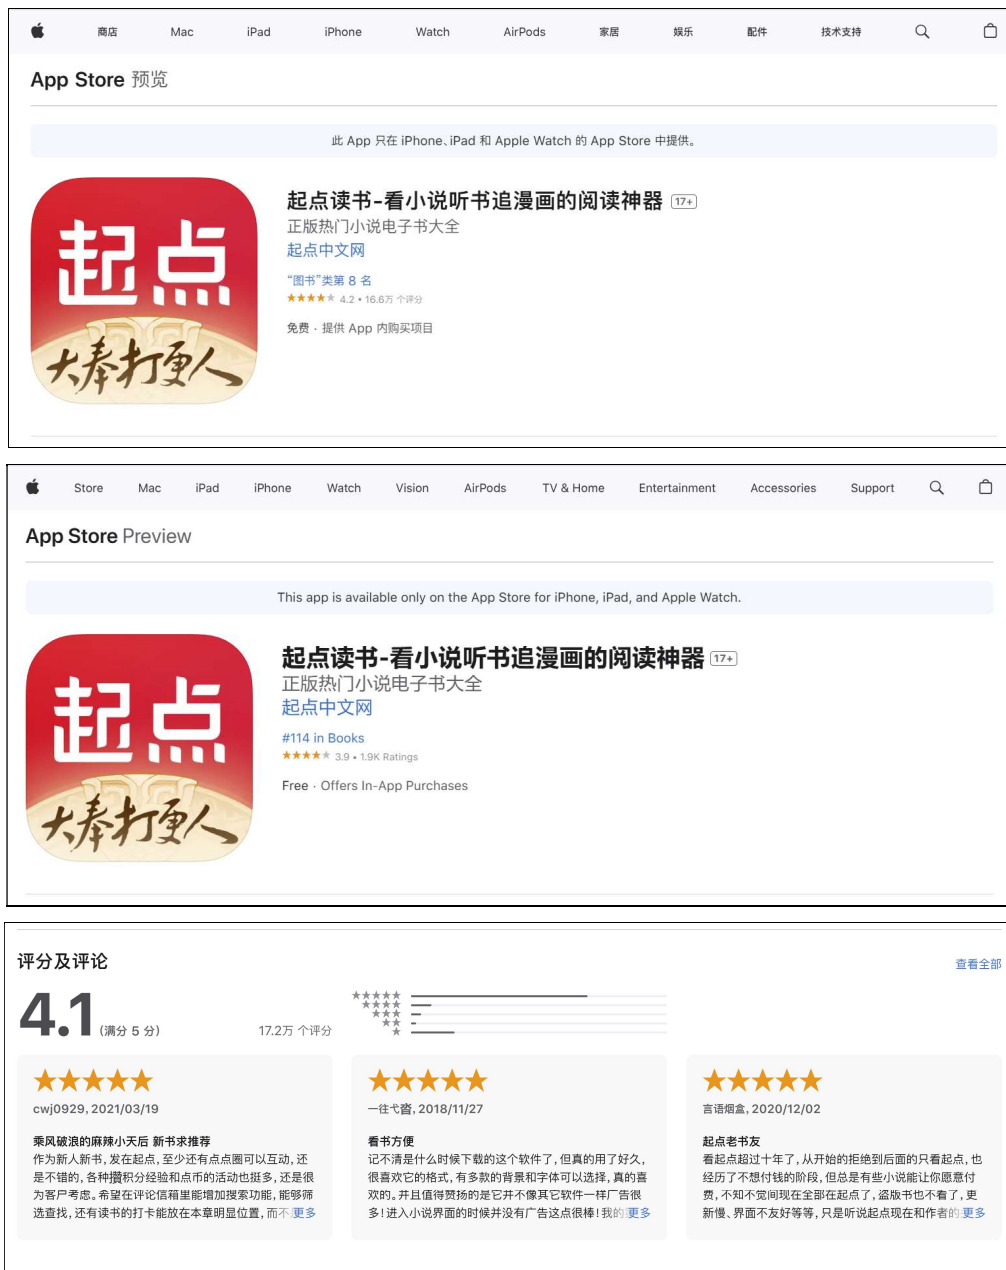 商店 Mac iPad iPhone Watch AirPods 家居 娱乐 配件 技术支持
App Store 预览
此 App 只在 iPhone、iPad 和 Apple Watch 的 App Store 中提供。
起点
大奉打更人
起点读书-看小说听书追漫画的阅读神器 17+
正版热门小说电子书大全
起点中文网
“图书”类第 8 名
★★★★★ 4.2 • 16.6万 个评分
免费 · 提供 App 内购买项目
Store Mac iPad iPhone Watch Vision AirPods TV & Home Entertainment Accessories Support
App Store Preview
This app is available only on the App Store for iPhone, iPad, and Apple Watch.
起点
大奉打更人
起点读书-看小说听书追漫画的阅读神器 17+
正版热门小说电子书大全
起点中文网
#114 in Books
★★★★★ 3.9 • 1.9K Ratings
Free · Offers In-App Purchases
评分及评论 查看全部
4.1 (满分 5 分) 17.2万 个评分
cwj0929, 2021/03/19
乘风破浪的麻辣小天后 新书求推荐
作为新人新书,发在起点,至少还有点点圈可以互动,还
是不错的,各种攒积分经验和点币的活动也挺多,还是很
为客户考虑。希望在评论信箱里能增加搜索功能,能够筛
选查找,还有读书的打卡能放在本章明显位置,而不 更多
一往弋暜, 2018/11/27
看书方便
记不清是什么时候下载的这个软件了,但真的用了好久,
很喜欢它的格式,有多款的背景和字体可以选择,真的喜
欢的。并且值得赞扬的是它并不像其它软件一样广告很
多!进入小说界面的时候并没有广告这点很棒!我的 更多
言语烟盒, 2020/12/02
起点老书友
看起点超过十年了,从开始的拒绝到后面的只看起点,也
经历了不想付钱的阶段,但总是有些小说能让你愿意付
费,不知不觉间现在全部在起点了,盗版书也不看了,更
新慢、界面不友好等等,只是听说起点现在和作者的 更多